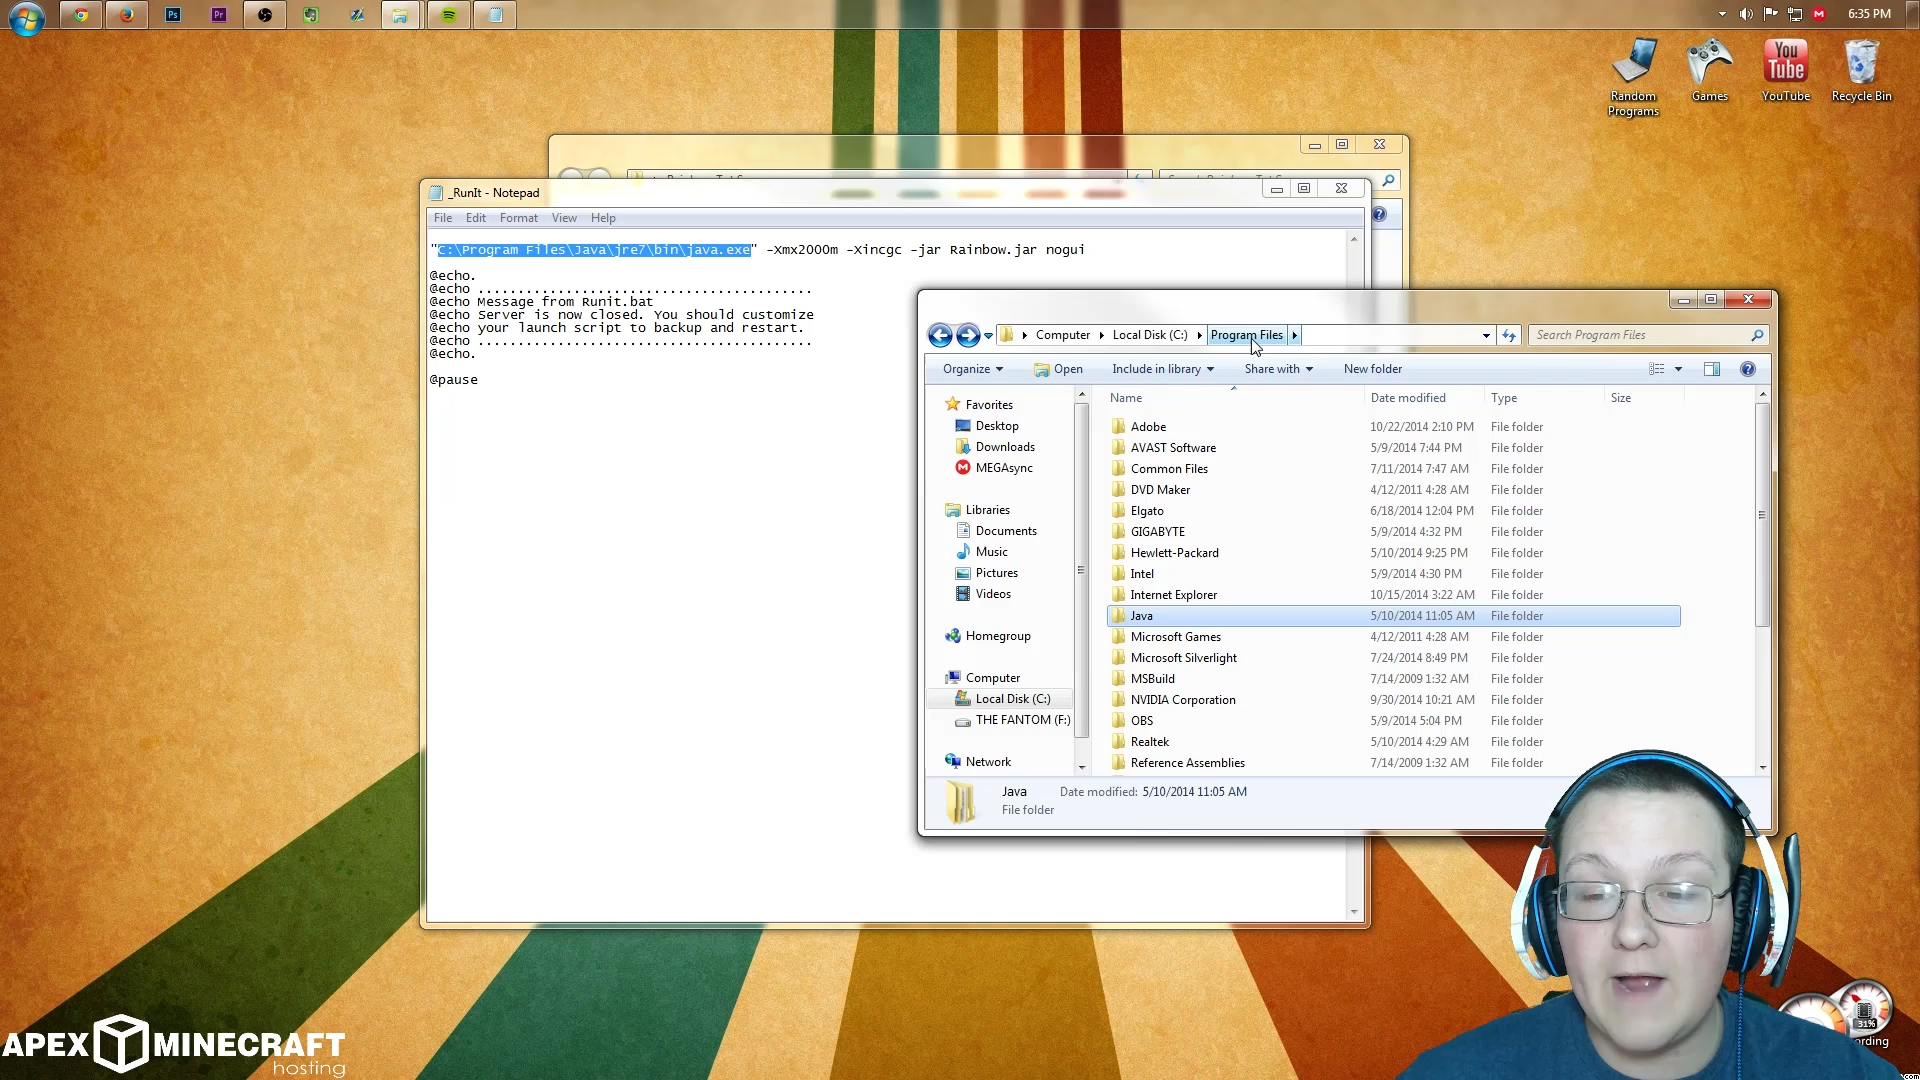 6:35 PM
Random
Programs
Games
YouTube
Recycle Bin
_RunIt - Notepad
File Edit Format View Help
"C:\Program Files\Java\jre7\bin\java.exe" -Xmx2000m -Xincgc -jar Rainbow.jar nogui
@echo.
@echo ..........................................
@echo Message from Runit.bat
@echo Server is now closed. You should customize
@echo your launch script to backup and restart.
@echo ..........................................
@echo.
@pause
Computer Local Disk (C:) Program Files
Search Program Files
Organize Open Include in library Share with New folder
Name Date modified Type Size
Favorites
Desktop
Downloads
MEGAsync
Libraries
Documents
Music
Pictures
Videos
Homegroup
Computer
Local Disk (C:)
THE FANTOM (F:)
Network
Adobe 10/22/2014 2:10 PM File folder
AVAST Software 5/9/2014 7:44 PM File folder
Common Files 7/11/2014 7:47 AM File folder
DVD Maker 4/12/2011 4:28 AM File folder
Elgato 6/18/2014 12:04 PM File folder
GIGABYTE 5/9/2014 4:32 PM File folder
Hewlett-Packard 5/10/2014 9:25 PM File folder
Intel 5/9/2014 4:30 PM File folder
Internet Explorer 10/15/2014 3:22 AM File folder
Java 5/10/2014 11:05 AM File folder
Microsoft Games 4/12/2011 4:28 AM File folder
Microsoft Silverlight 7/24/2014 8:49 PM File folder
MSBuild 7/14/2009 1:32 AM File folder
NVIDIA Corporation 9/30/2014 10:21 AM File folder
OBS 5/9/2014 5:04 PM File folder
Realtek 5/10/2014 4:29 AM File folder
Reference Assemblies 7/14/2009 1:32 AM File folder
Java Date modified: 5/10/2014 11:05 AM
File folder
31%
APEX MINECRAFT
hosting